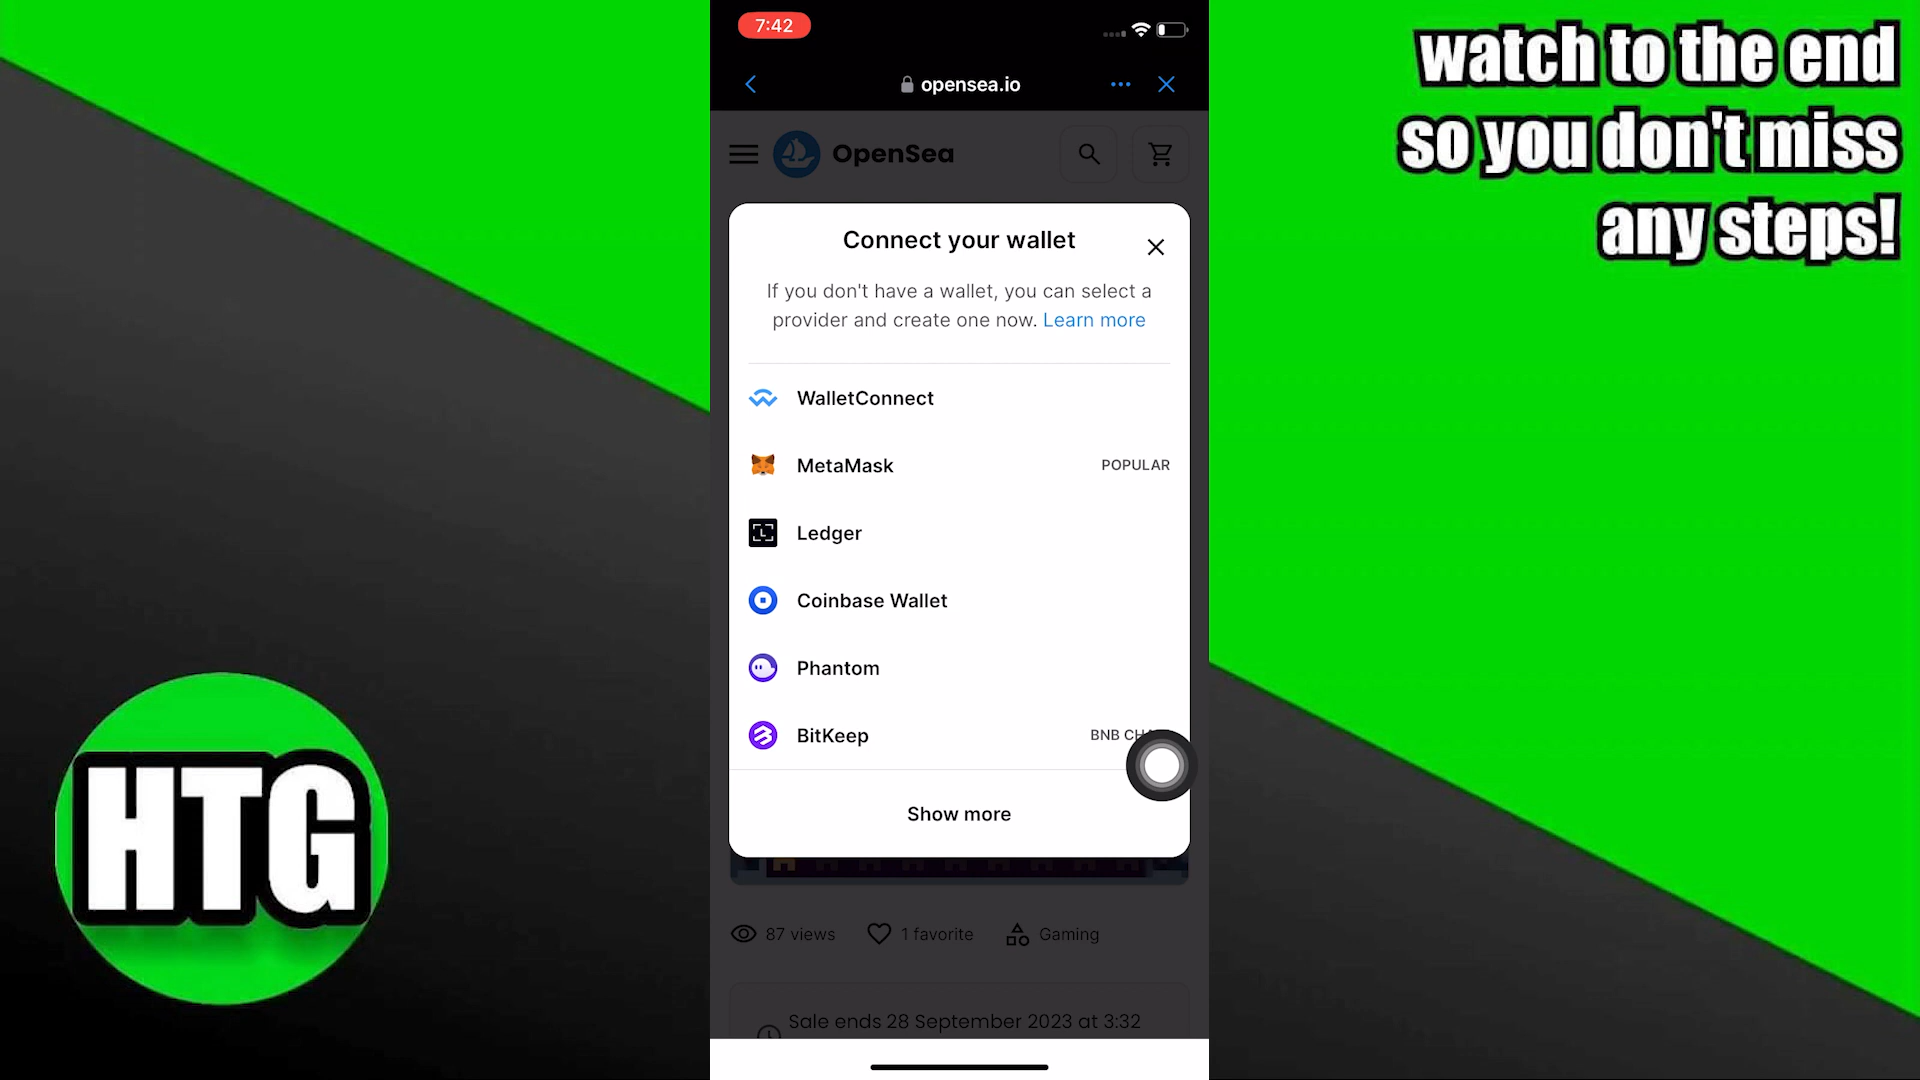 7:42
opensea.io
watch to the end
so you don't miss
any steps!
OpenSea
Connect your wallet
If you don't have a wallet, you can select a
provider and create one now. Learn more
WalletConnect
MetaMask POPULAR
Ledger
Coinbase Wallet
Phantom
BitKeep BNB
Show more
HTG
87 views 1 favorite Gaming
Sale ends 28 September 2023 at 3:32